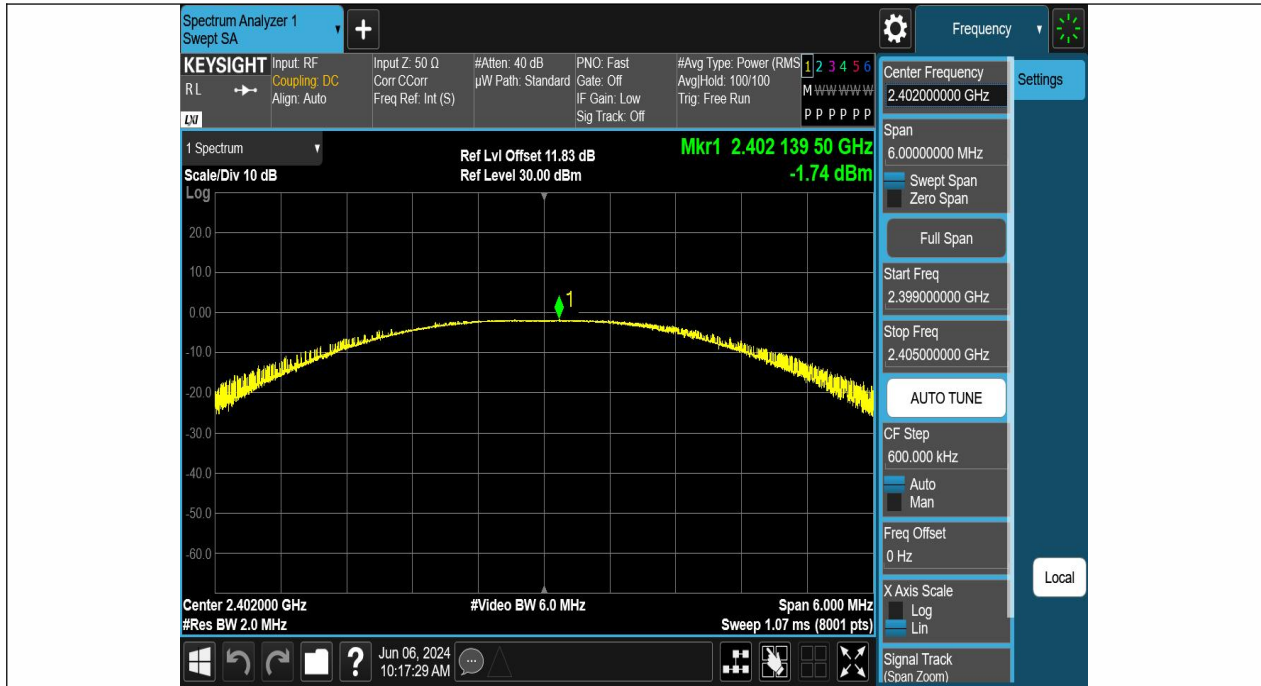 Spectrum Analyzer 1
Swept SA
+
Frequency
KEYSIGHT
RL
LXI
Input: RF
Coupling: DC
Align: Auto
Input Z: 50 Ω
Corr CCorr
Freq Ref: Int (S)
#Atten: 40 dB
µW Path: Standard
PNO: Fast
Gate: Off
IF Gain: Low
Sig Track: Off
#Avg Type: Power (RMS
Avg|Hold: 100/100
Trig: Free Run
1 2 3 4 5 6
M W W W W W
P P P P P P
1 Spectrum
Scale/Div 10 dB
Log
Ref Lvl Offset 11.83 dB
Ref Level 30.00 dBm
Mkr1 2.402 139 50 GHz
-1.74 dBm
20.0
10.0
0.00
-10.0
-20.0
-30.0
-40.0
-50.0
-60.0
1
Center 2.402000 GHz
#Res BW 2.0 MHz
#Video BW 6.0 MHz
Span 6.000 MHz
Sweep 1.07 ms (8001 pts)
?
Jun 06, 2024
10:17:29 AM
Center Frequency
2.402000000 GHz
Span
6.00000000 MHz
Swept Span
Zero Span
Full Span
Start Freq
2.399000000 GHz
Stop Freq
2.405000000 GHz
AUTO TUNE
CF Step
600.000 kHz
Auto
Man
Freq Offset
0 Hz
X Axis Scale
Log
Lin
Signal Track
(Span Zoom)
Settings
Local